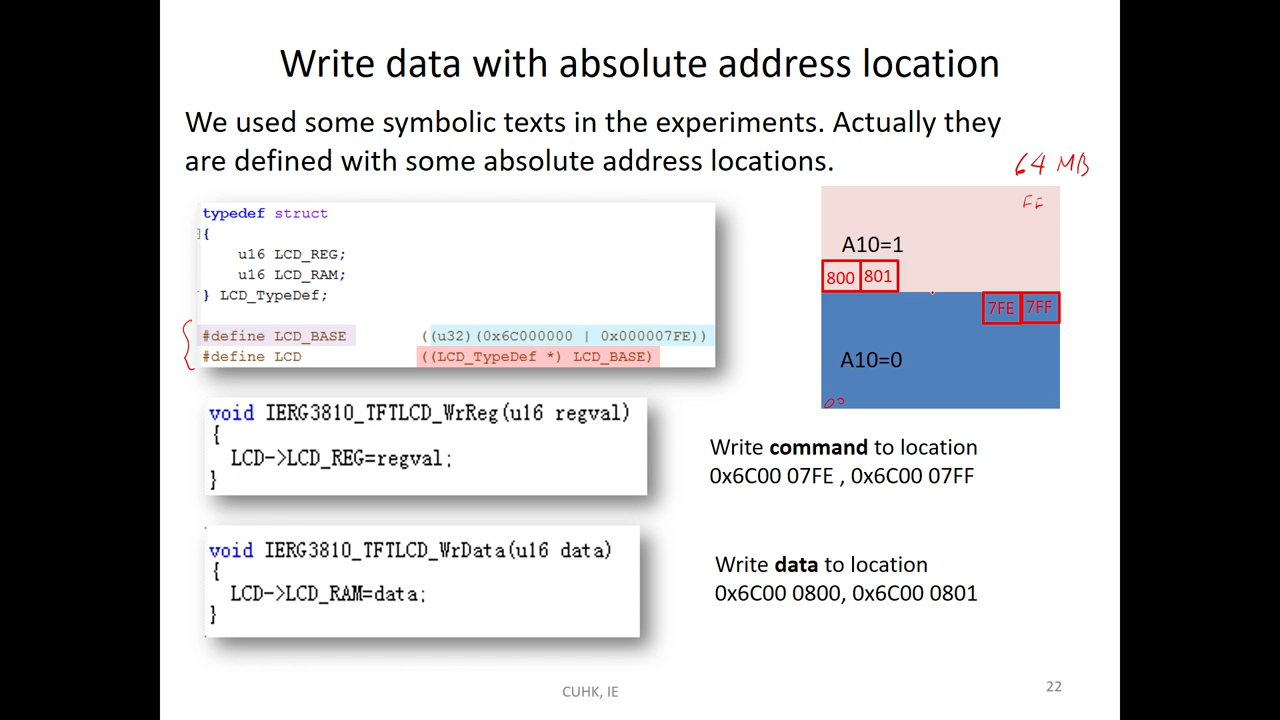 Write data with absolute address location
We used some symbolic texts in the experiments. Actually they
are defined with some absolute address locations.
64 MB
typedef struct
{
u16 LCD_REG;
u16 LCD_RAM;
} LCD_TypeDef;
#define LCD_BASE ((u32)(0x6C000000 | 0x000007FE))
#define LCD ((LCD_TypeDef *) LCD_BASE)
FF
A10=1
800 801
7FE 7FF
A10=0
void IERG3810_TFTLCD_WrReg(u16 regval)
{
LCD->LCD_REG=regval;
}
Write command to location
0x6C00 07FE , 0x6C00 07FF
void IERG3810_TFTLCD_WrData(u16 data)
{
LCD->LCD_RAM=data;
}
Write data to location
0x6C00 0800, 0x6C00 0801
CUHK, IE
22